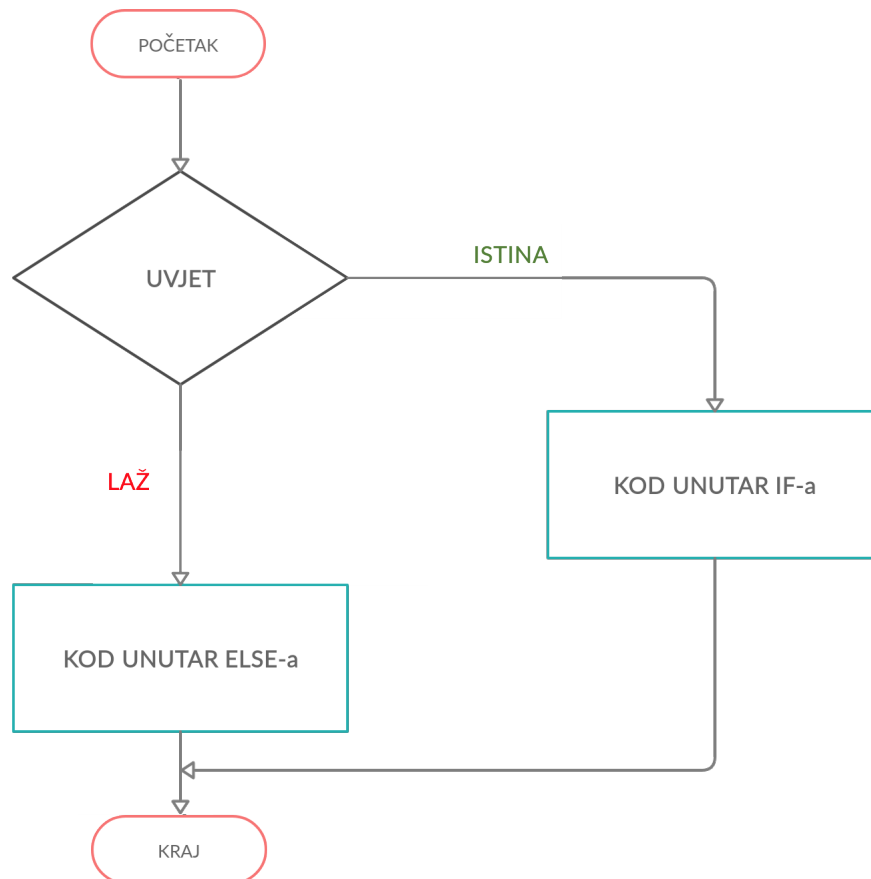 POČETAK
UVJET
ISTINA
LAŽ
KOD UNUTAR IF-a
KOD UNUTAR ELSE-a
KRAJ